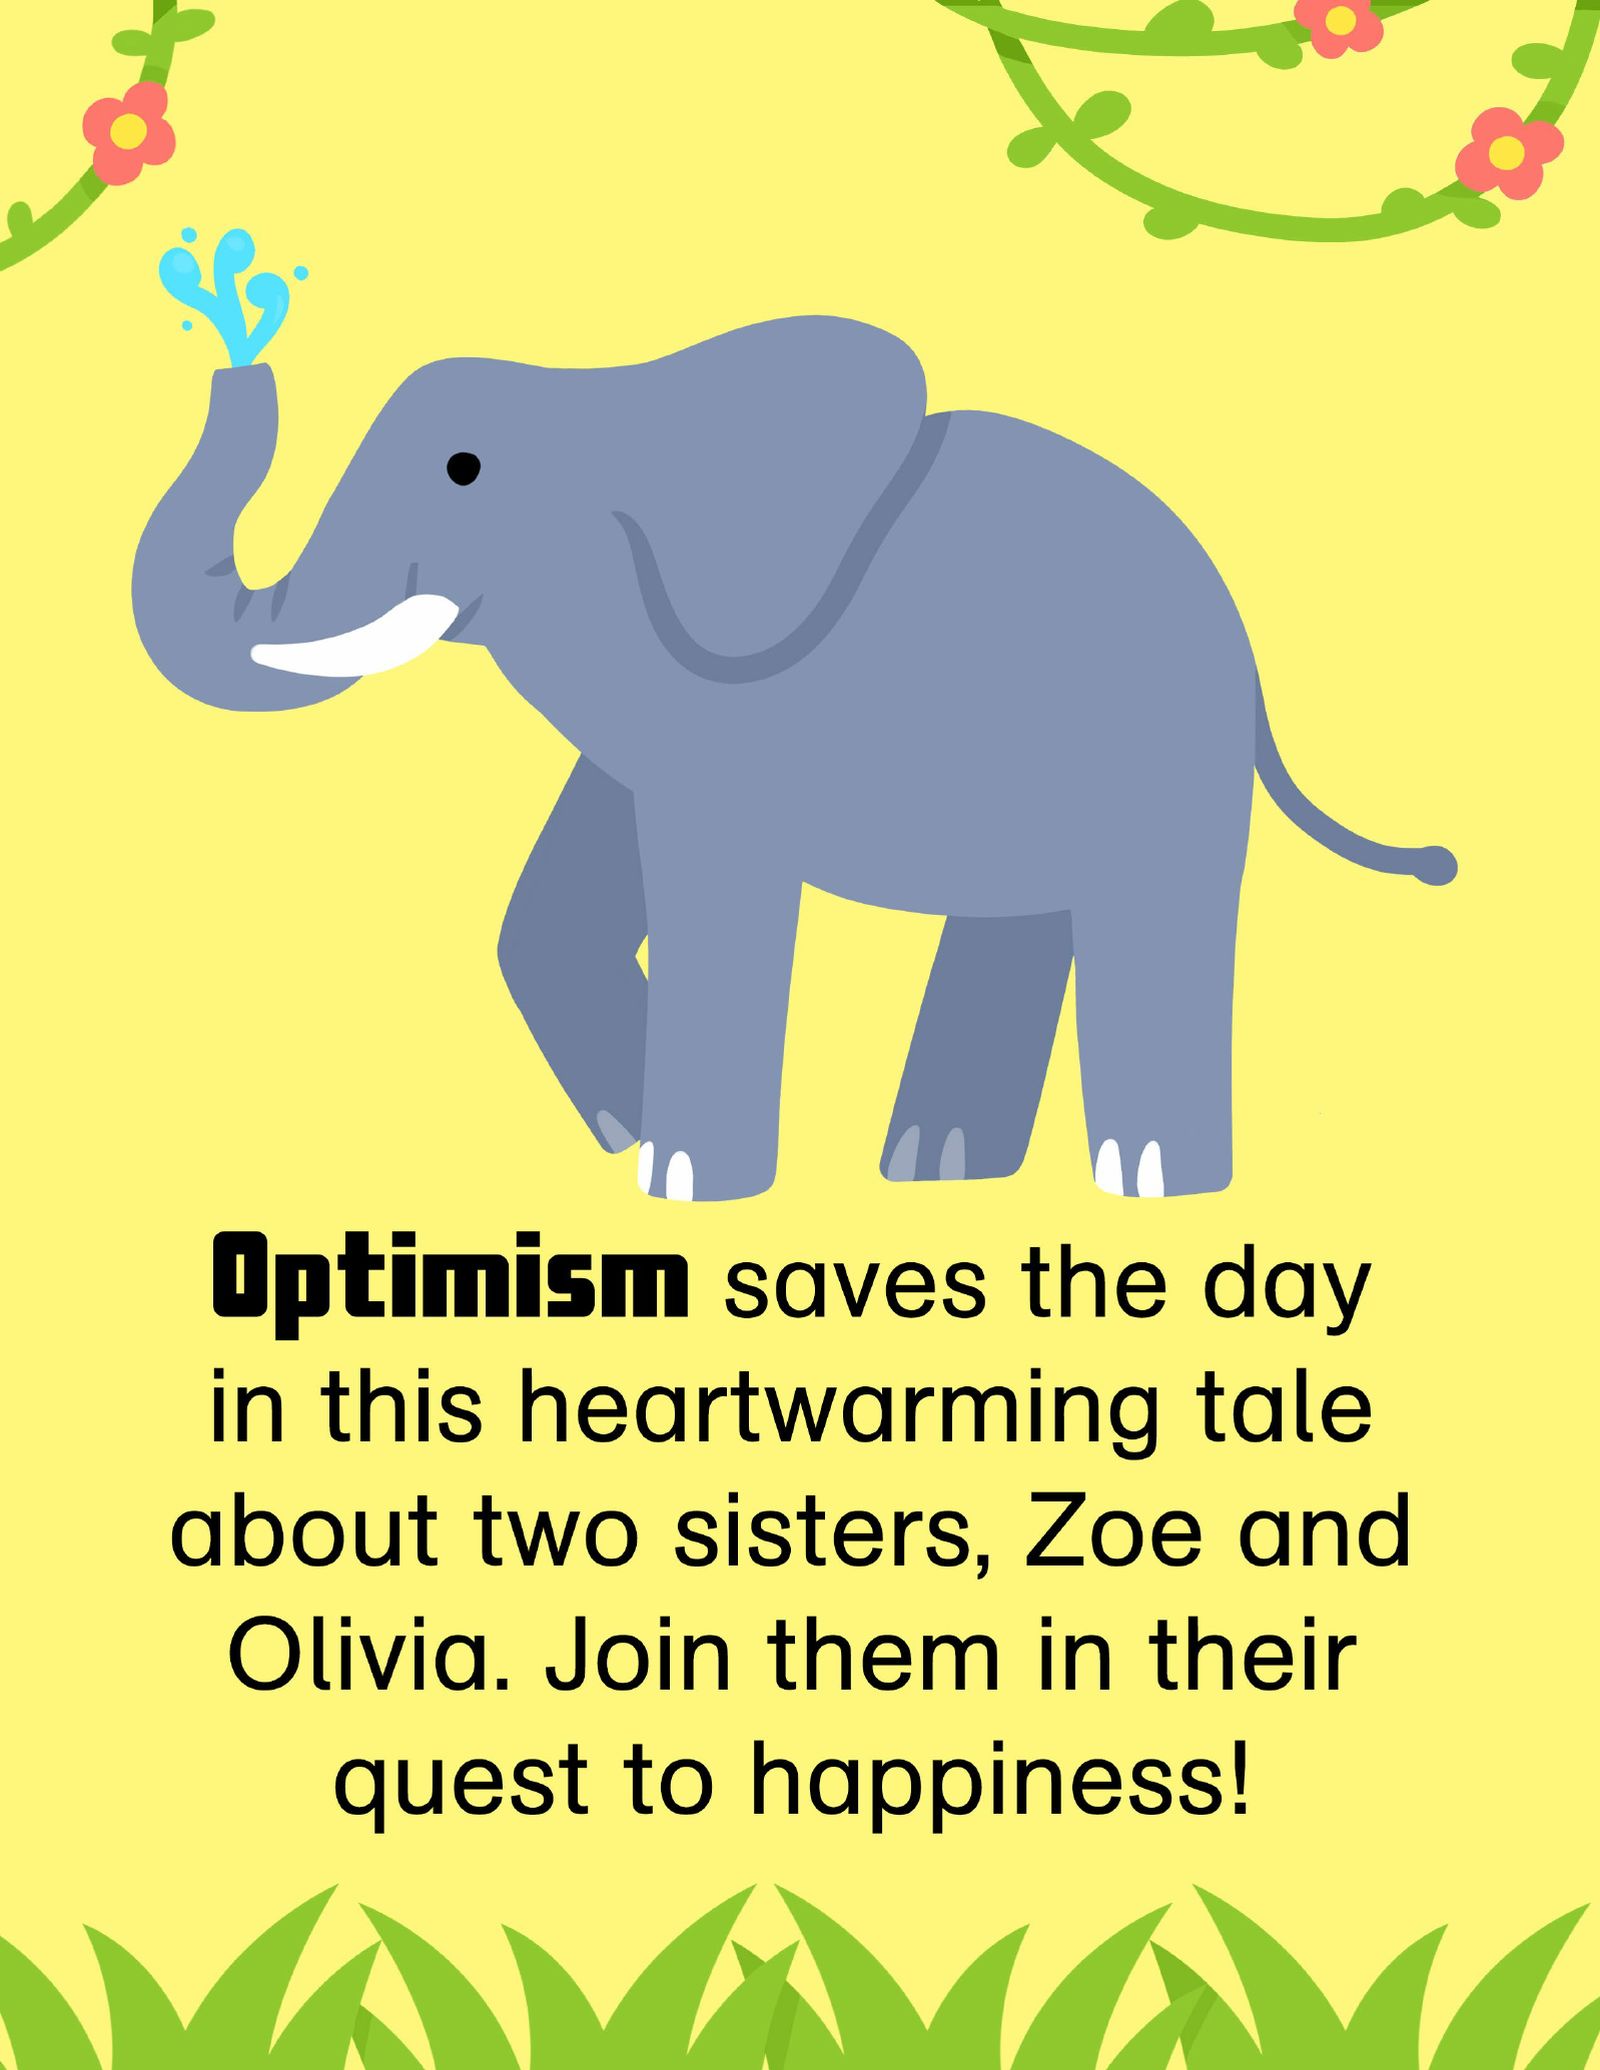 Optimism saves the day
in this heartwarming tale
about two sisters, Zoe and
Olivia. Join them in their
quest to happiness!